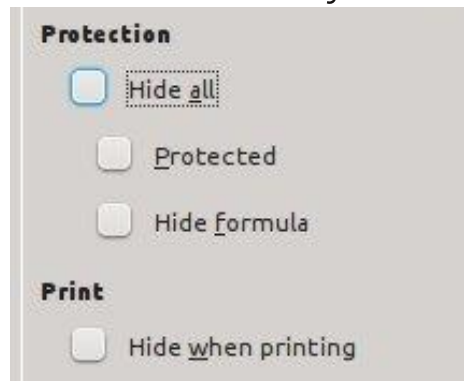 Protection
Hide all
Protected
Hide formula
Print
Hide when printing